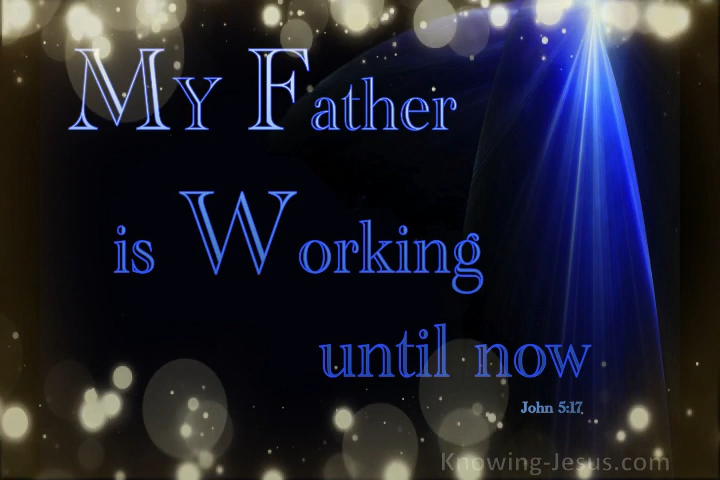 My Father
is Working
until now
John 5:17
Knowing-Jesus.com